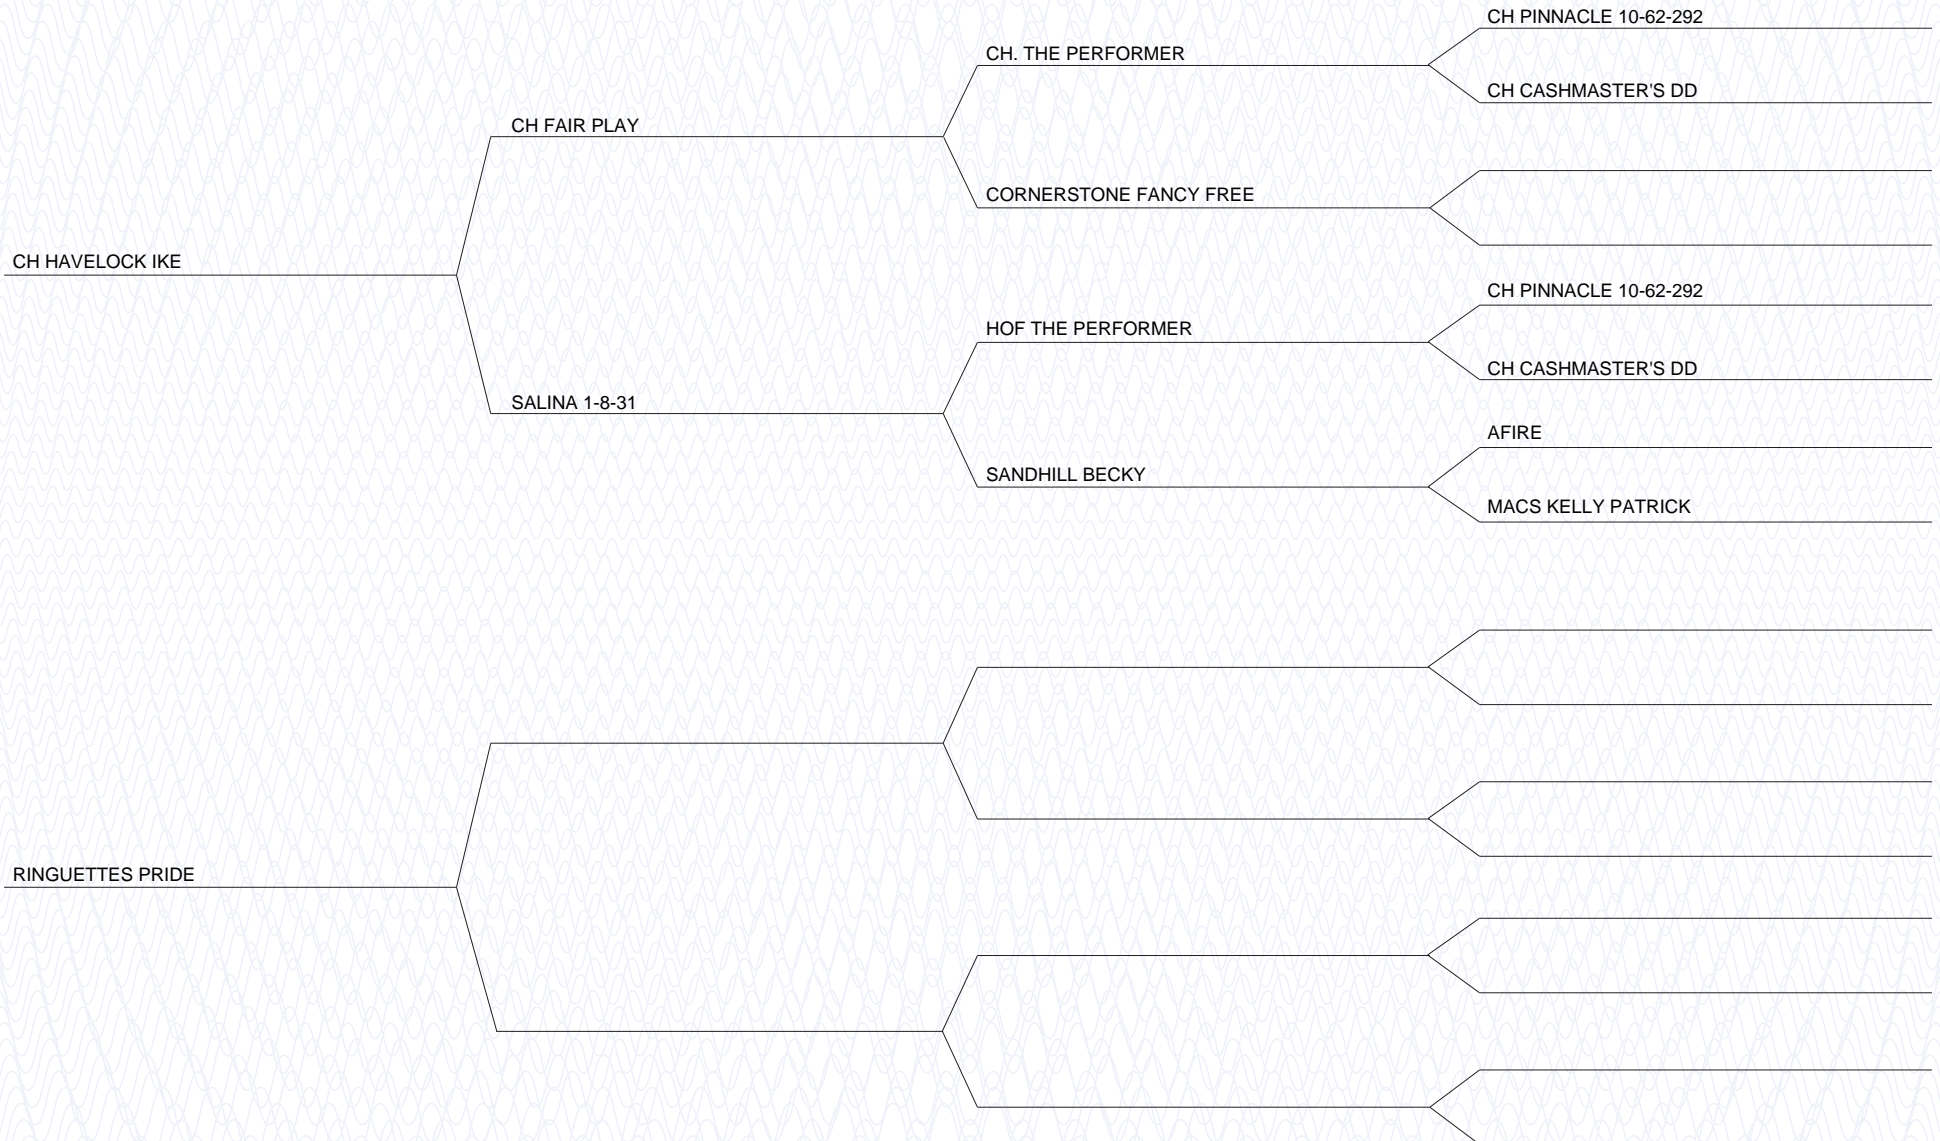 CH PINNACLE 10-62-292
CH. THE PERFORMER
CH CASHMASTER'S DD
CH FAIR PLAY
CORNERSTONE FANCY FREE
CH HAVELOCK IKE
CH PINNACLE 10-62-292
HOF THE PERFORMER
CH CASHMASTER'S DD
SALINA 1-8-31
AFIRE
SANDHILL BECKY
MACS KELLY PATRICK
RINGUETTES PRIDE